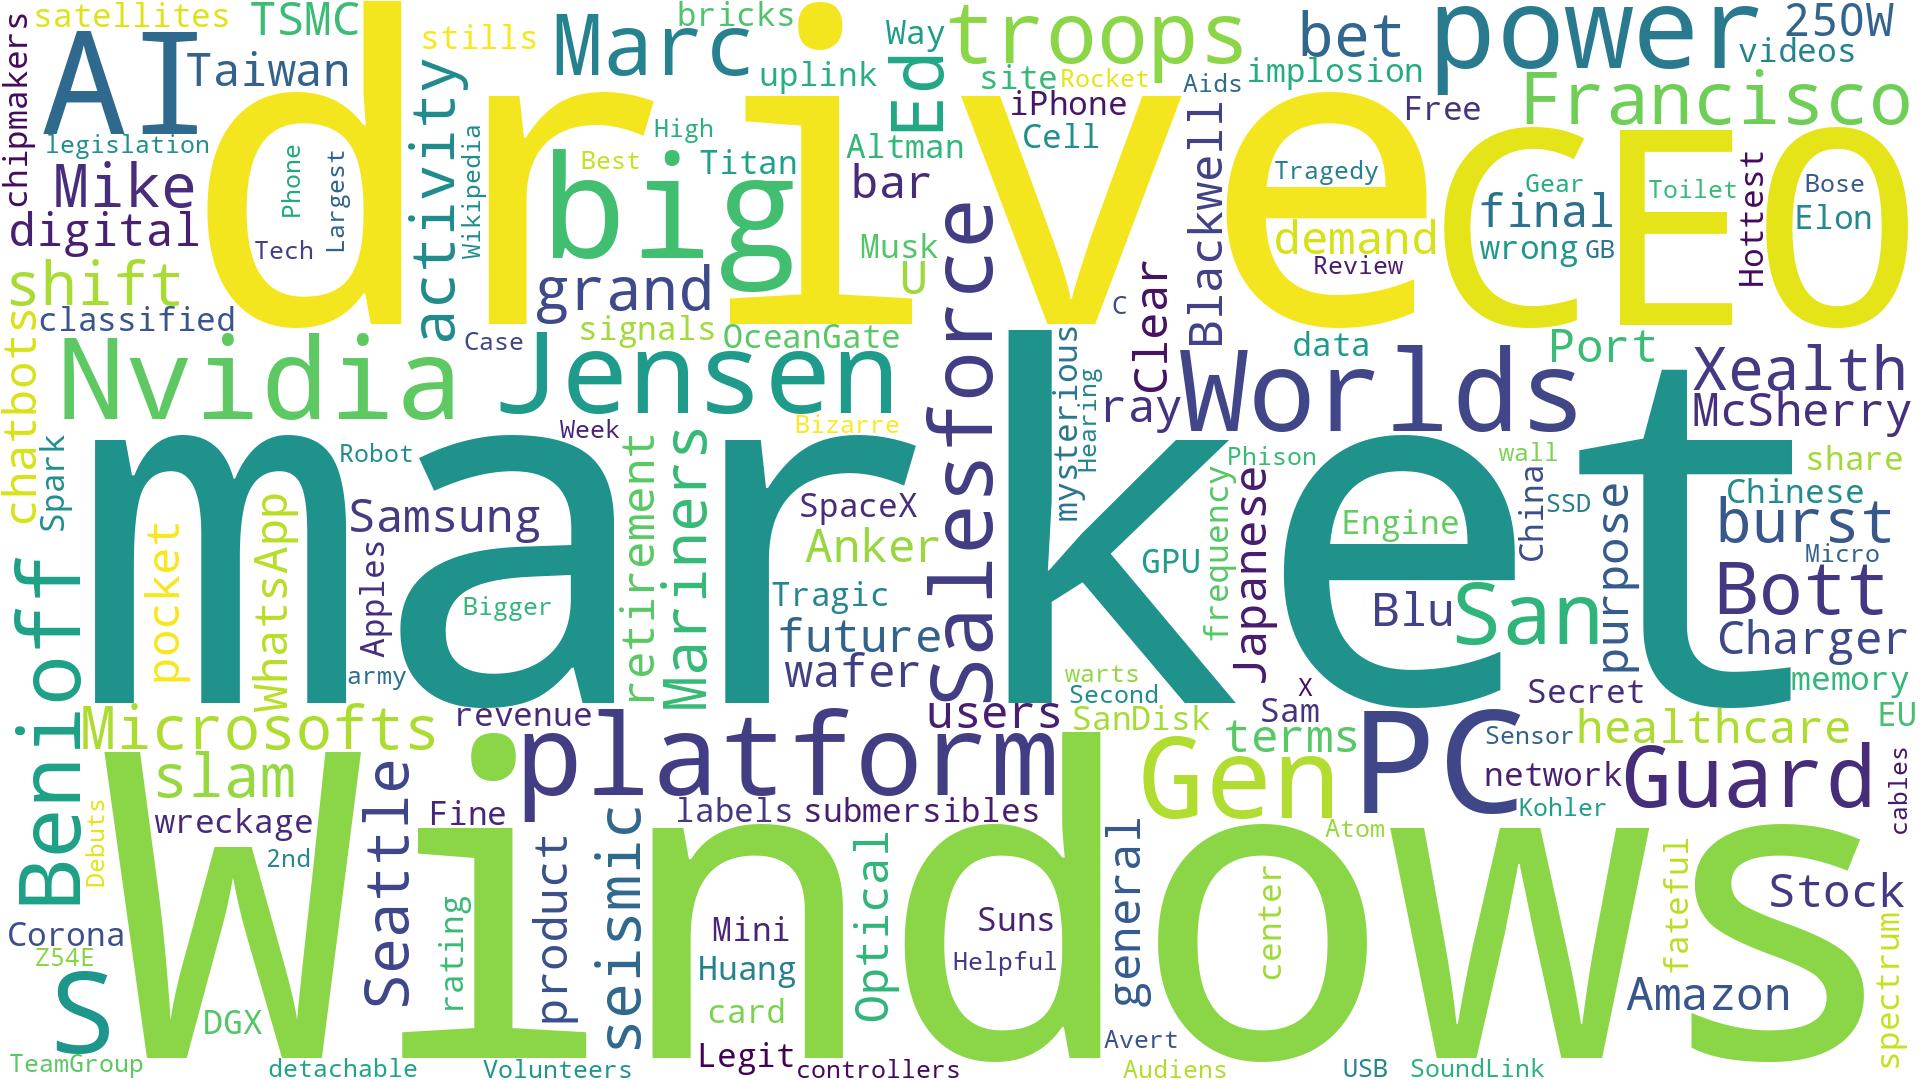 satellites
TSMC
stills
Marc
bricks
Way
troops
bet
power
250W
videos
chipmakers
AI
Taiwan
drive
activity
uplink
Ed
site
Rocket
iPhone
Cell
Aids
implosion
Free
Francisco
legislation
Mike
digital
Phone
Largest
Tech
Wikipedia
High
Best
big
Titan
Altman
bar
Musk
U
Blackwell
Tragedy
demand
Review
CEO
final
wrong
GB
Gear
Toilet
Hottest
Bose
Elon
shift
classified
chatbots
grand
Case
signals
OceanGate
Salesforce
C
Clear
mysterious
Hearing
data
Port
Nvidia
Jensen
Week
Bizarre
ray
Worlds
Xealth
McSherry
Spark
market
Robot
Samsung
pocket
WhatsApp
Apples
Bigger
army
retirement
Mariners
SpaceX
Anker
Tragic
future
wafer
GPU
Phison
frequency
Japanese
Engine
Blu
San
wall
China
SSD
purpose
share
Chinese
burst
Micro
Bott
Charger
memory
Benioff
Microsofts
revenue
platform
users
warts
Second
SanDisk
X
Sam
terms
Gen
PC
Secret
Sensor
healthcare
EU
network
Kohler
Guard
cables
slam
wreckage
Debuts
2nd
Windows
Seattle
Fine
labels
submersibles
rating
product
seismic
Mini
Huang
card
Legit
Optical
Suns
Helpful
general
center
Atom
fateful
Stock
Amazon
spectrum
Corona
Z54E
S
DGX
TeamGroup
detachable
Volunteers
controllers
Avert
Audiens
USB
SoundLink